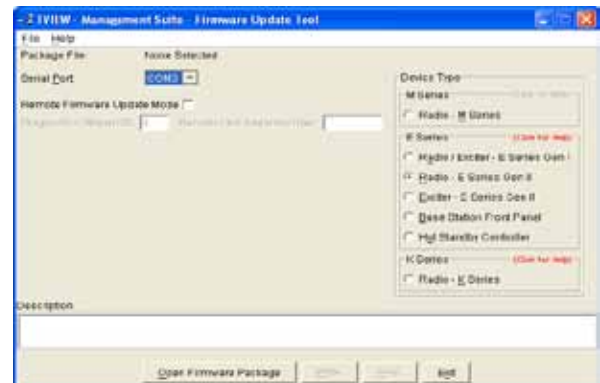 TVIEW - Management Suite - Firmware Update Tool
File Help
Package File: None Selected
Serial Port COM3
Remote Firmware Update Mode
Device Type
M Series
Radio - M Series
E Series (Click for Help)
Radio / Exciter - E Series Gen I
Radio - E Series Gen II
Exciter - E Series Gen II
Base Station Front Panel
Hot Standby Controller
K Series (Click for Help)
Radio - K Series
Description
Open Firmware Package
Exit